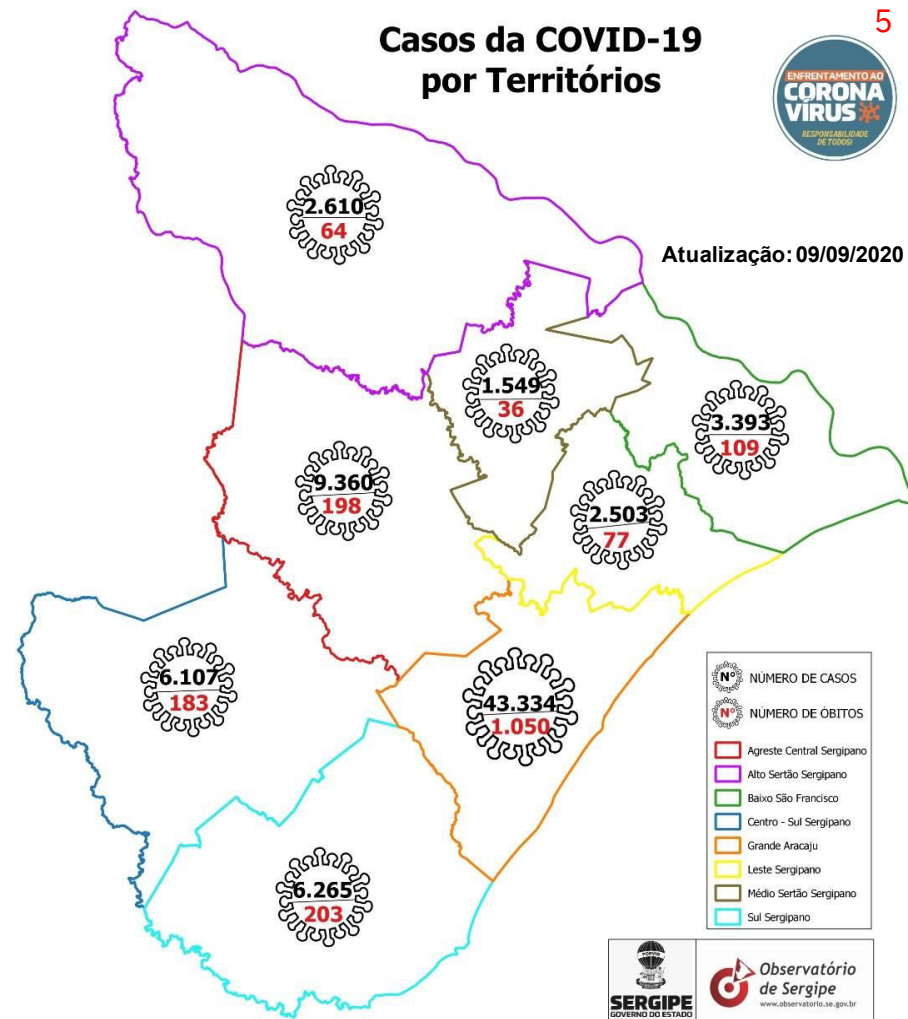 5
Casos da COVID-19
por Territórios
ENFRENTAMENTO AO
CORONA
VÍRUS
RESPONSABILIDADE
DE TODOS!
2.610
64
Atualização: 09/09/2020
1.549
36
3.393
109
9.360
198
2.503
77
6.107
183
43.334
1.050
6.265
203
Nº NÚMERO DE CASOS
Nº NÚMERO DE ÓBITOS
Agreste Central Sergipano
Alto Sertão Sergipano
Baixo São Francisco
Centro - Sul Sergipano
Grande Aracaju
Leste Sergipano
Médio Sertão Sergipano
Sul Sergipano
SERGIPE
GOVERNO DO ESTADO
Observatório
de Sergipe
www.observatorio.se.gov.br